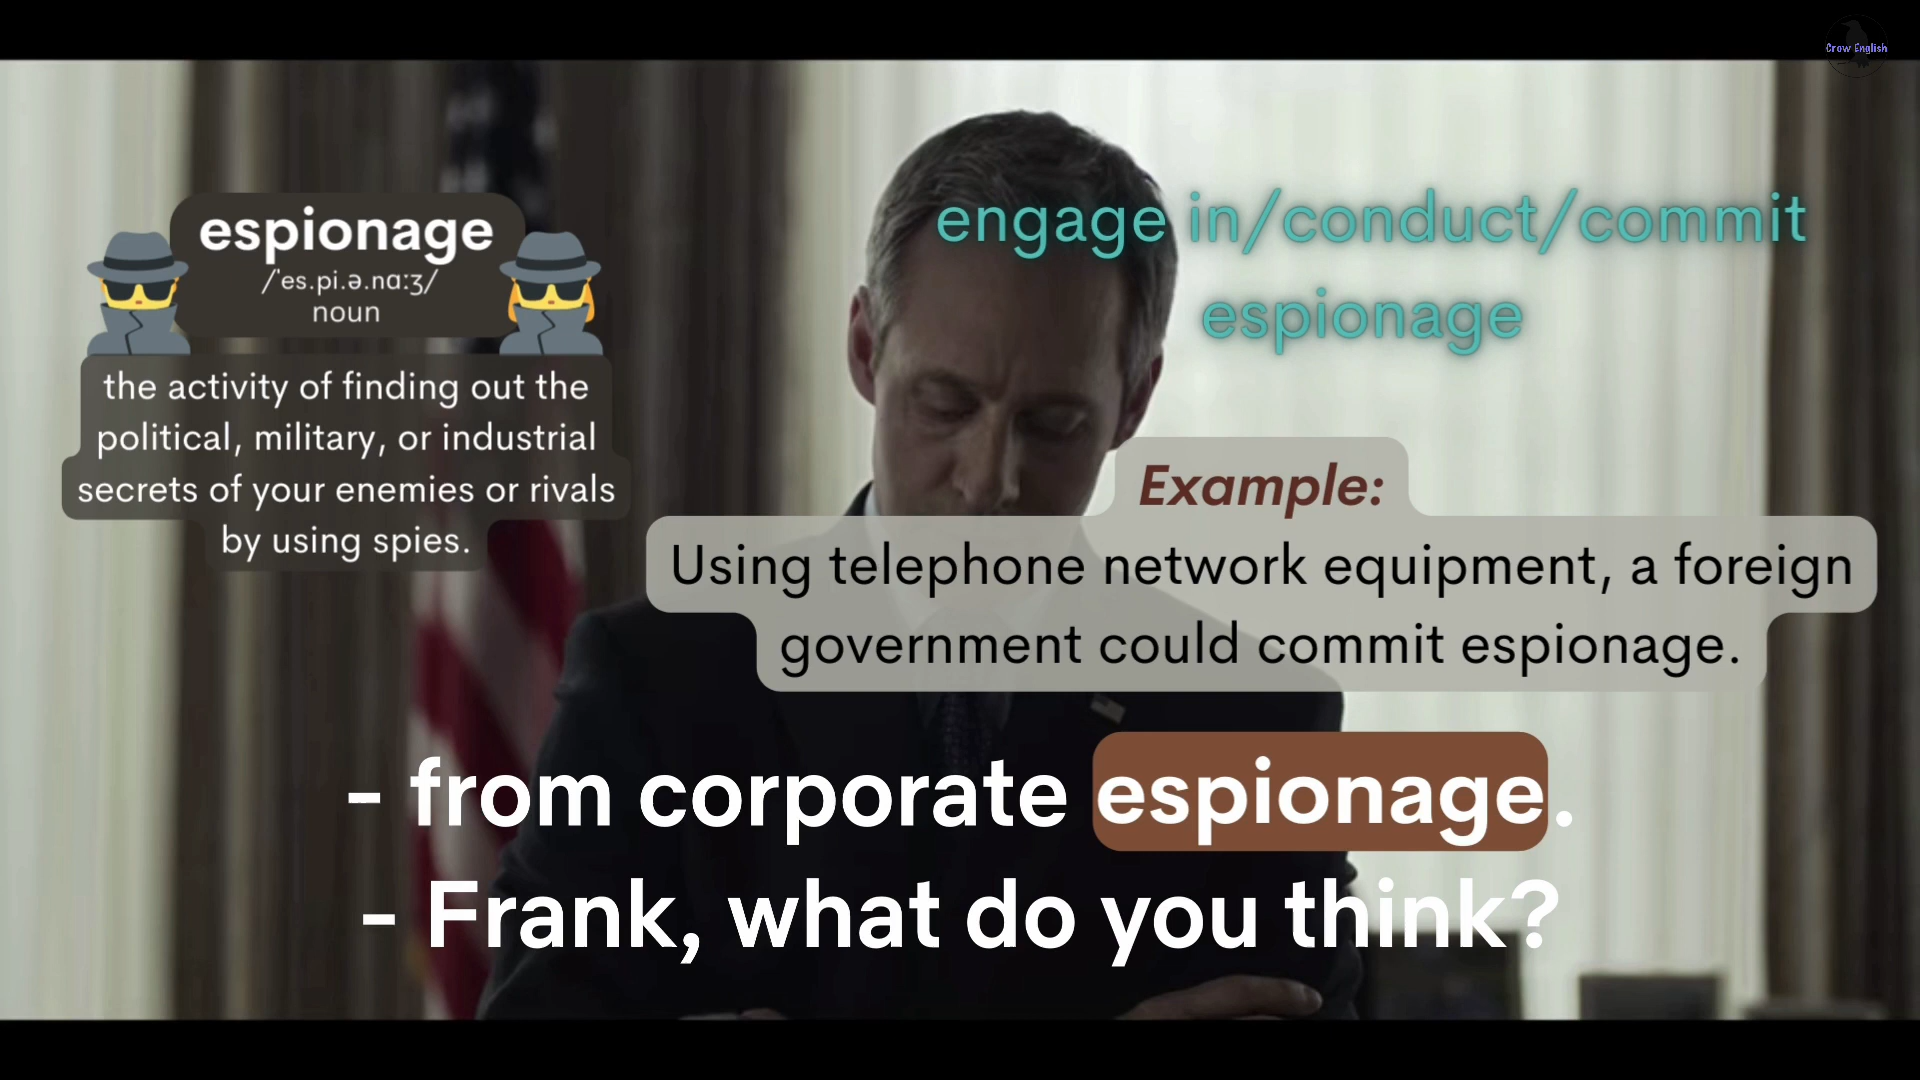 Crow English
espionage
/ˈes.pi.ə.nɑːʒ/
noun
the activity of finding out the
political, military, or industrial
secrets of your enemies or rivals
by using spies.
engage in/conduct/commit
espionage
Example:
Using telephone network equipment, a foreign
government could commit espionage.
- from corporate espionage.
- Frank, what do you think?